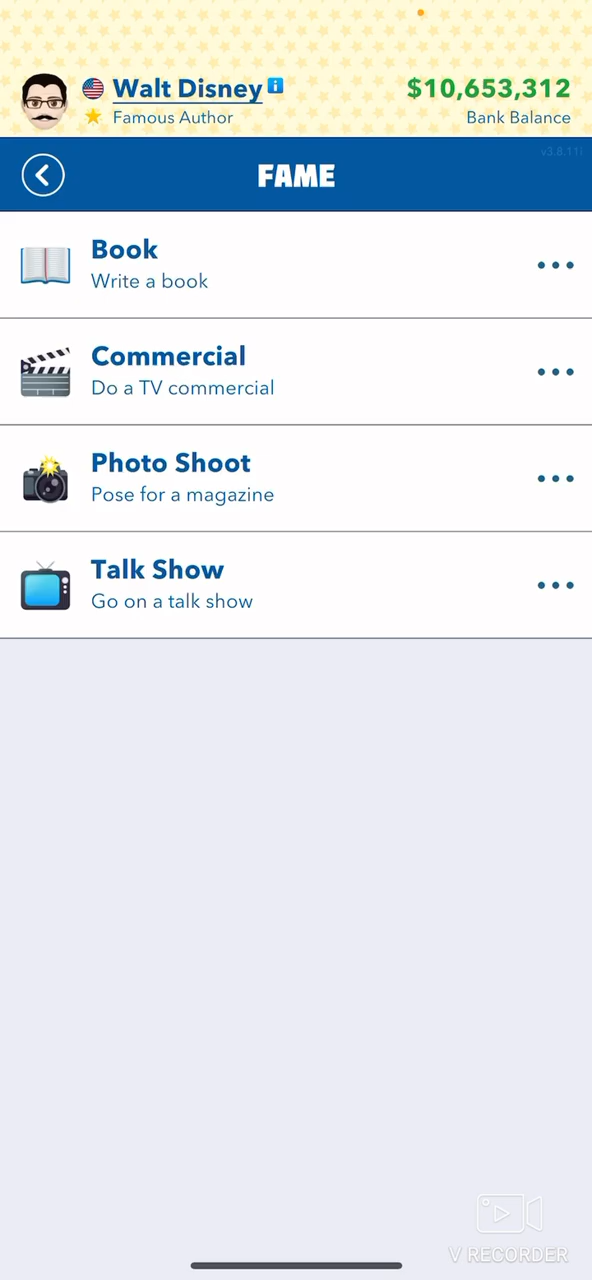 Walt Disney
$10,653,312
Famous Author
Bank Balance
v3.8.11i
FAME
Book
Write a book
Commercial
Do a TV commercial
Photo Shoot
Pose for a magazine
Talk Show
Go on a talk show
V RECORDER